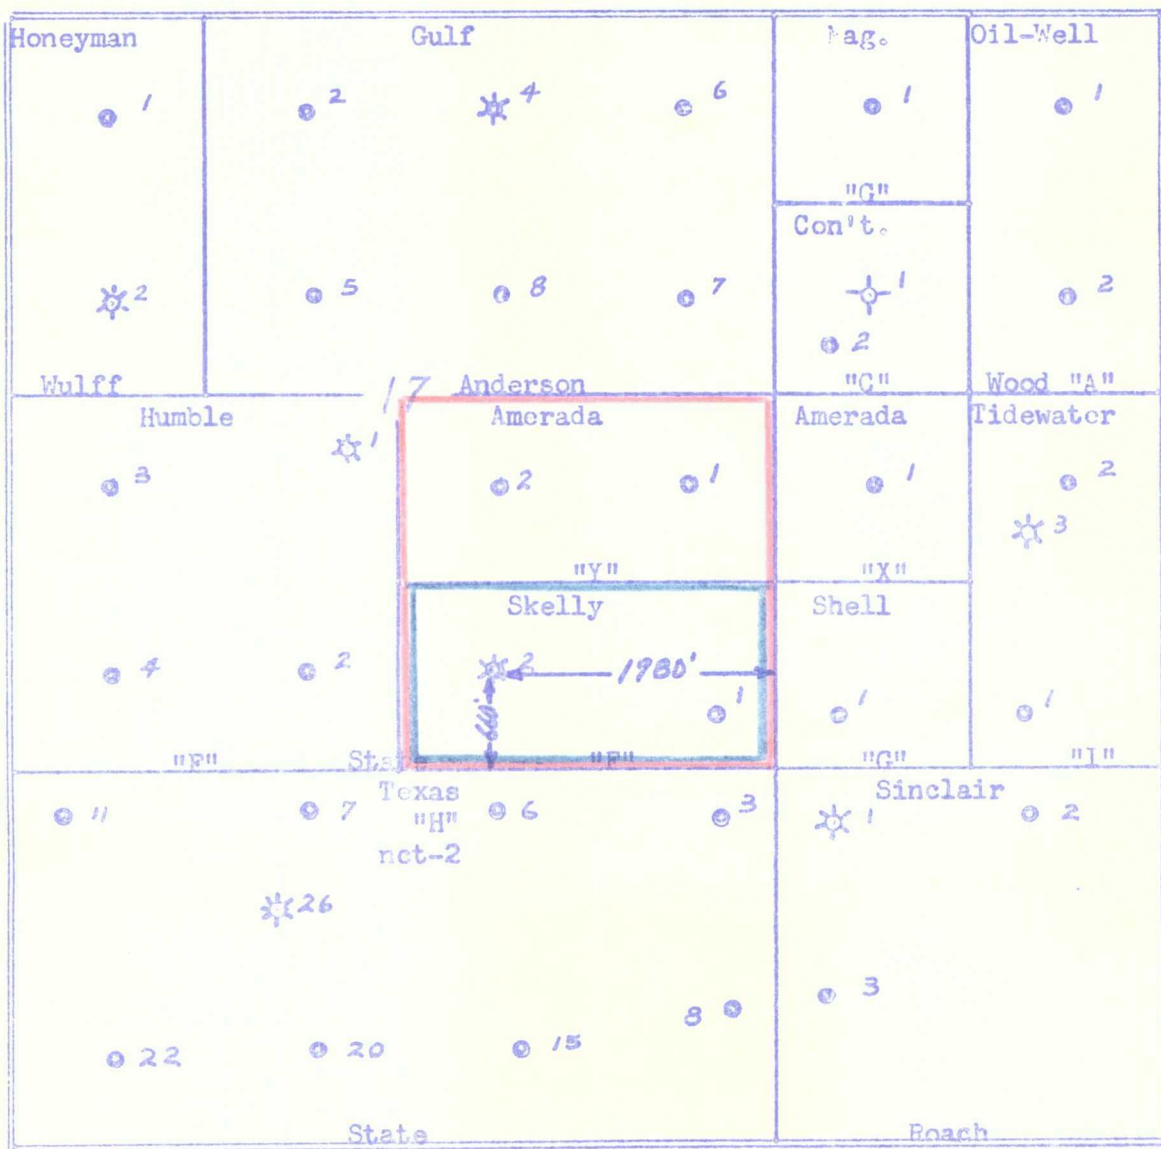 Honeyman Gulf Mag. Oil-Well
1 2 4 6 1 1
"G"
Con't.
2 5 8 7 1 2
2
Wulff 17 Anderson "C" Wood "A"
Humble Amerada Amerada Tidewater
1
3 2 1 1 2
3
"Y" "X"
Skelly Shell
4 2 2 1980'
660'
1 1 1
State "F" "G" "I"
Texas Sinclair
11 7 "H" 6 3 1 2
nct-2
26
8 3
22 20 15
State Roach